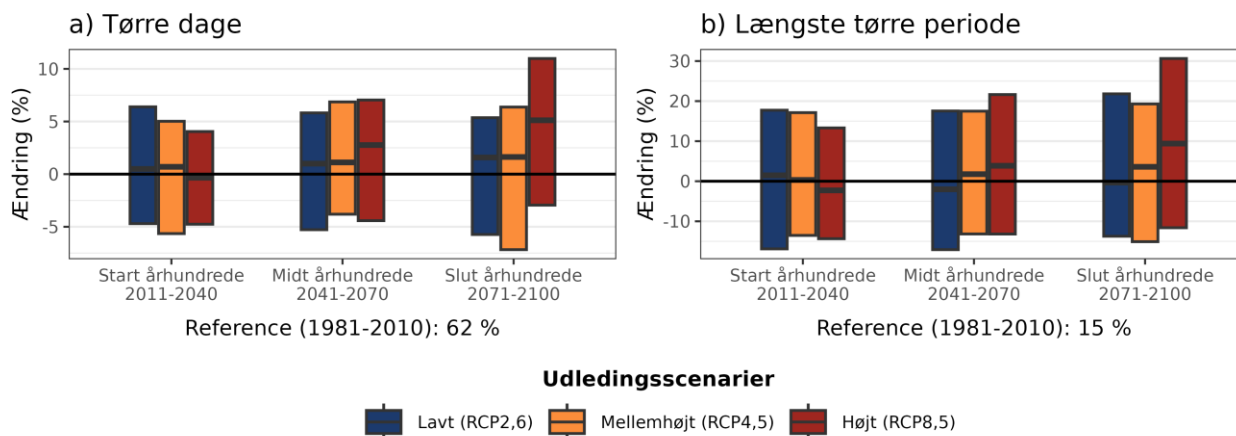 a) Tørre dage
Ændring (%)
10
5
0
-5
Start århundrede
2011-2040
Midt århundrede
2041-2070
Slut århundrede
2071-2100
Reference (1981-2010): 62 %
b) Længste tørre periode
Ændring (%)
30
20
10
0
-10
Start århundrede
2011-2040
Midt århundrede
2041-2070
Slut århundrede
2071-2100
Reference (1981-2010): 15 %
Udledingsscenarier
Lavt (RCP2,6)
Mellemhøjt (RCP4,5)
Højt (RCP8,5)